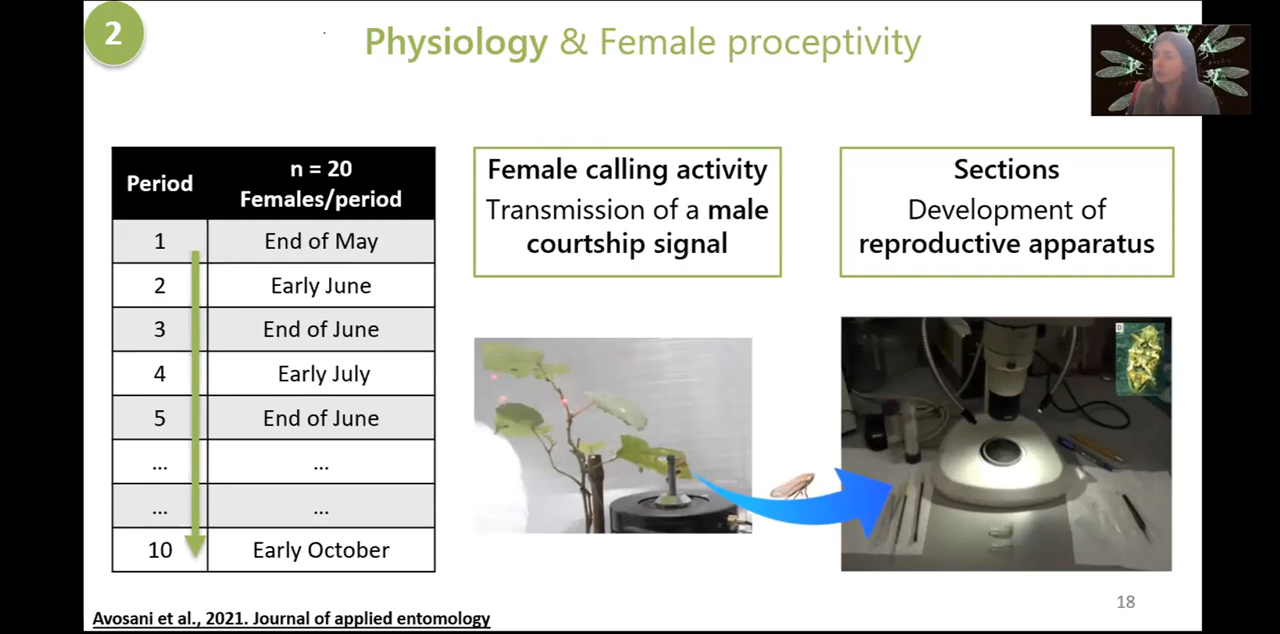 2
Physiology & Female proceptivity
Period
n = 20
Females/period
1 End of May
2 Early June
3 End of June
4 Early July
5 End of June
... ...
... ...
10 Early October
Female calling activity
Transmission of a male
courtship signal
Sections
Development of
reproductive apparatus
Avosani et al., 2021. Journal of applied entomology
18